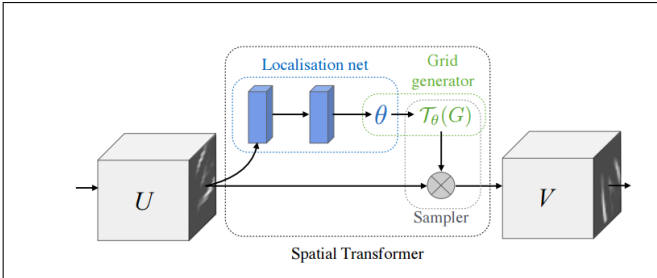 Localisation net
Grid
generator
θ
𝒯θ(G)
U
V
Sampler
Spatial Transformer